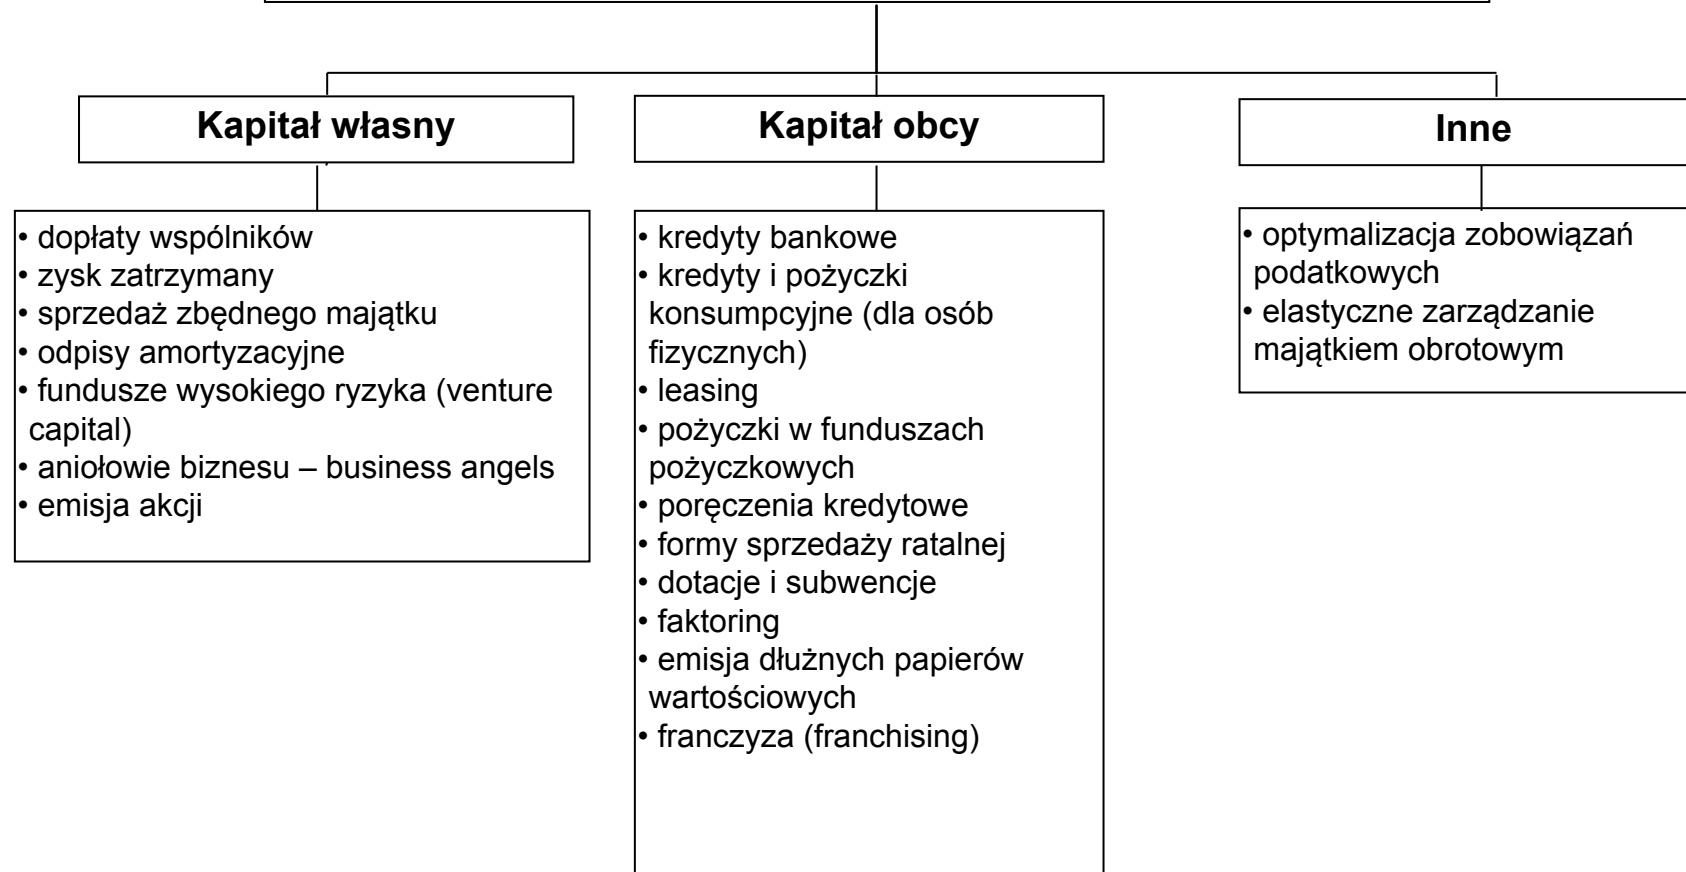 Kapitał własny
• dopłaty wspólników
• zysk zatrzymany
• sprzedaż zbędnego majątku
• odpisy amortyzacyjne
• fundusze wysokiego ryzyka (venture
capital)
• aniołowie biznesu – business angels
• emisja akcji
Kapitał obcy
• kredyty bankowe
• kredyty i pożyczki
konsumpcyjne (dla osób
fizycznych)
• leasing
• pożyczki w funduszach
pożyczkowych
• poręczenia kredytowe
• formy sprzedaży ratalnej
• dotacje i subwencje
• faktoring
• emisja dłużnych papierów
wartościowych
• franczyza (franchising)
Inne
• optymalizacja zobowiązań
podatkowych
• elastyczne zarządzanie
majątkiem obrotowym